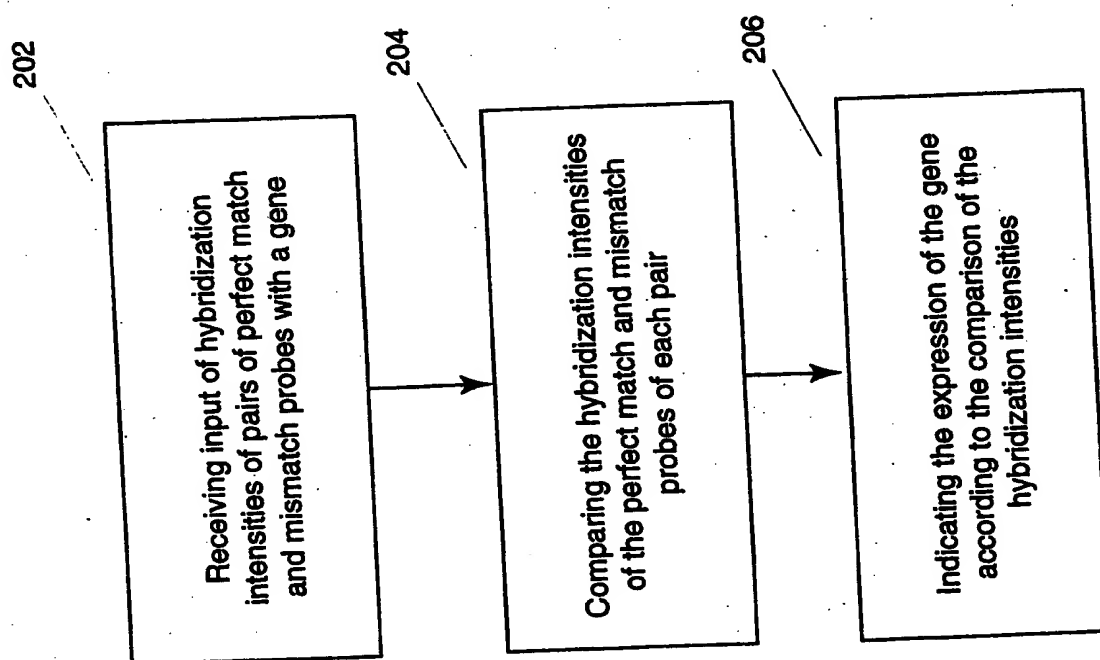 202
Receiving input of hybridization
intensities of pairs of perfect match
and mismatch probes with a gene
204
Comparing the hybridization intensities
of the perfect match and mismatch
probes of each pair
206
Indicating the expression of the gene
according to the comparison of the
hybridization intensities